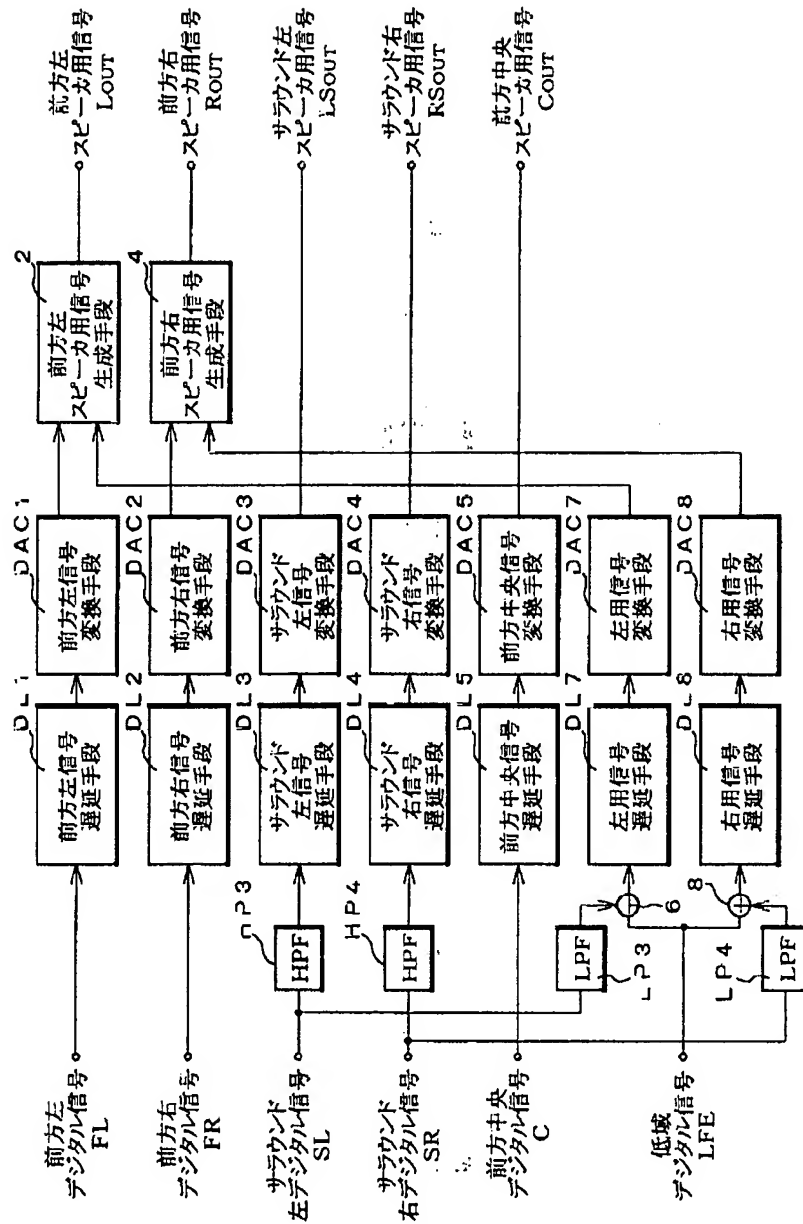 前方左
デジタル信号
FL
前方左信号
遅延手段
DL1
前方左信号
変換手段
DAC1
前方左
スピーカ用信号
生成手段
2
前方左
スピーカ用信号
LOUT
前方右
デジタル信号
FR
前方右信号
遅延手段
DL2
前方右信号
変換手段
DAC2
前方右
スピーカ用信号
生成手段
4
前方右
スピーカ用信号
ROUT
サラウンド
左デジタル信号
SL
HPF
HP3
サラウンド
左信号
遅延手段
DL3
サラウンド
左信号
変換手段
DAC3
サラウンド左
スピーカ用信号
LSOUT
サラウンド
右デジタル信号
SR
HPF
HP4
サラウンド
右信号
遅延手段
DL4
サラウンド
右信号
変換手段
DAC4
サラウンド右
スピーカ用信号
RSOUT
前方中央
デジタル信号
C
前方中央信号
遅延手段
DL5
前方中央信号
変換手段
DAC5
前方中央
スピーカ用信号
COUT
低域
デジタル信号
LFE
LPF
LP3
6
左用信号
遅延手段
DL7
左用信号
変換手段
DAC7
LPF
LP4
8
右用信号
遅延手段
DL8
右用信号
変換手段
DAC8